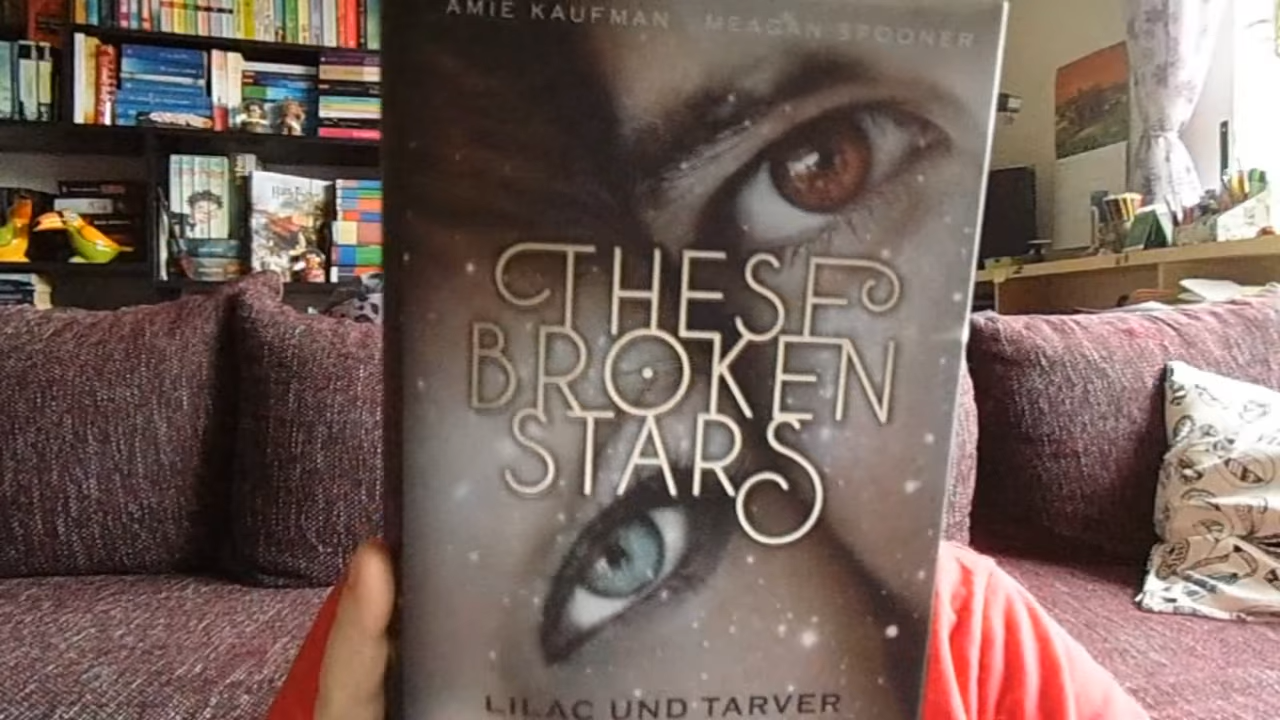 AMIE KAUFMAN MEAGAN SPOONER
THESE
BROKEN
STARS
LILAC UND TARVER